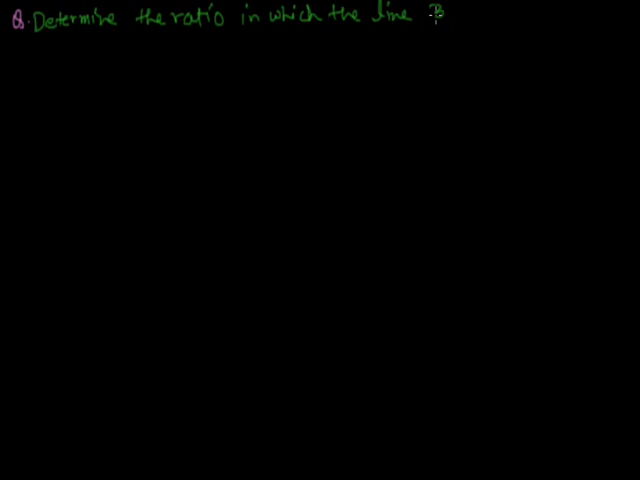 Q. Determine the ratio in which the line